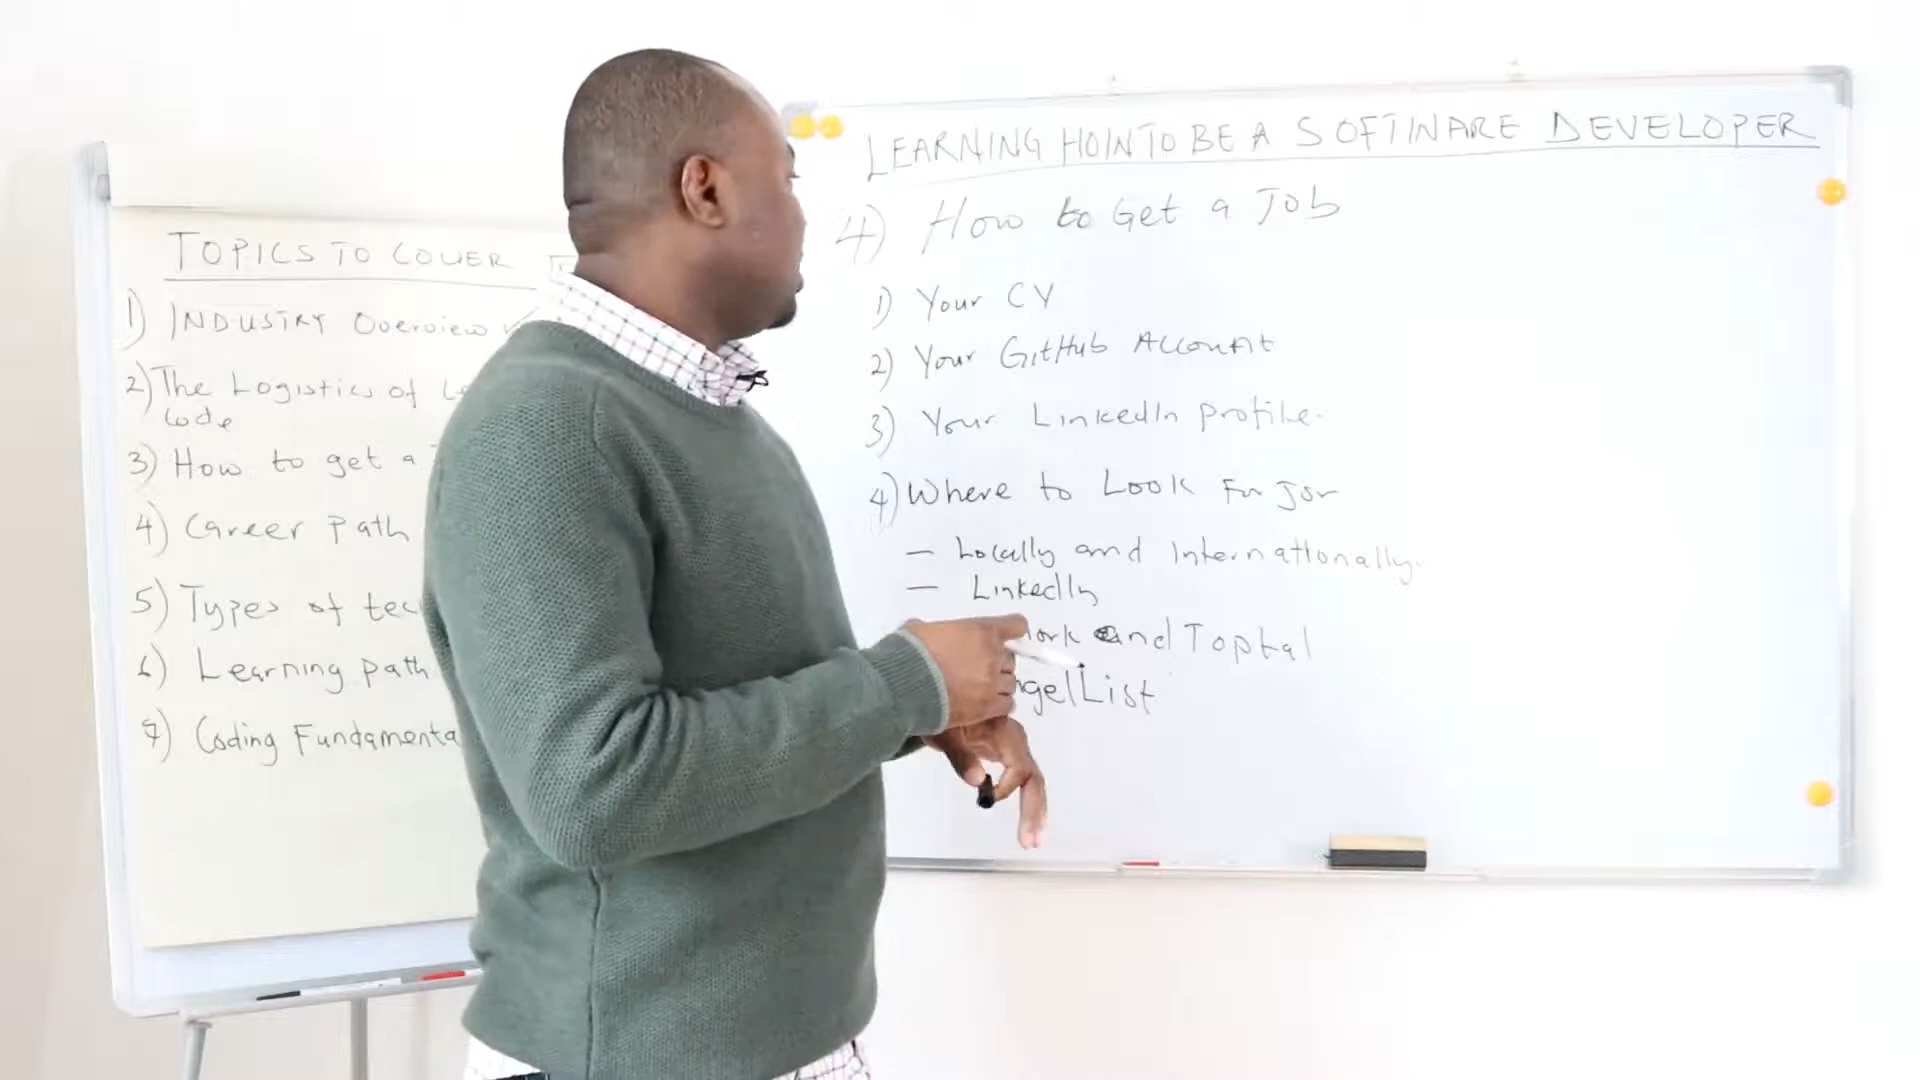 TOPICS TO COVER
1) INDUSTRY Overview
2) The Logistics of
Code
3) How to get a
4) Career Path
5) Types of tec
6) Learning path
7) Coding Fundamenta
LEARNING HOW TO BE A SOFTWARE DEVELOPER
4) How to Get a Job
1) Your CV
2) Your GitHub Account
3) Your LinkedIn profile.
4) Where to Look For Job
- Locally and Internationally.
- LinkedIn
ork and Toptal
ngelList